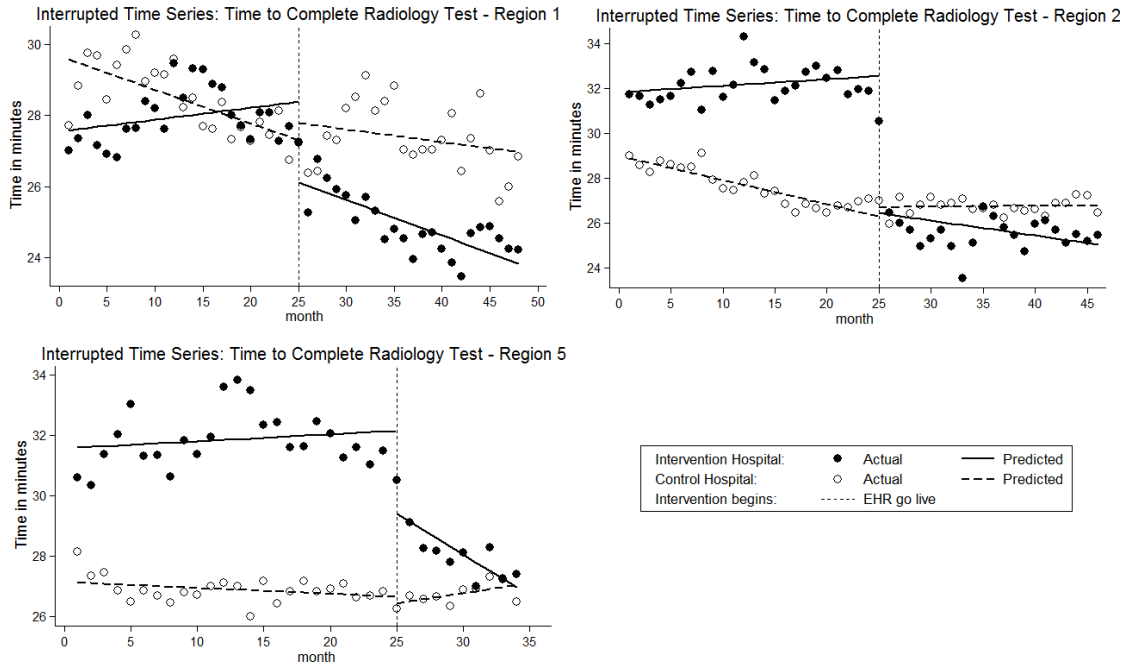 Interrupted Time Series: Time to Complete Radiology Test - Region 1
Time in minutes
30
28
26
24
0 5 10 15 20 25 30 35 40 45 50
month
Interrupted Time Series: Time to Complete Radiology Test - Region 2
Time in minutes
34
32
30
28
26
24
0 5 10 15 20 25 30 35 40 45
month
Interrupted Time Series: Time to Complete Radiology Test - Region 5
Time in minutes
34
32
30
28
26
0 5 10 15 20 25 30 35
month
Intervention Hospital: Actual Predicted
Control Hospital: Actual Predicted
Intervention begins: EHR go live